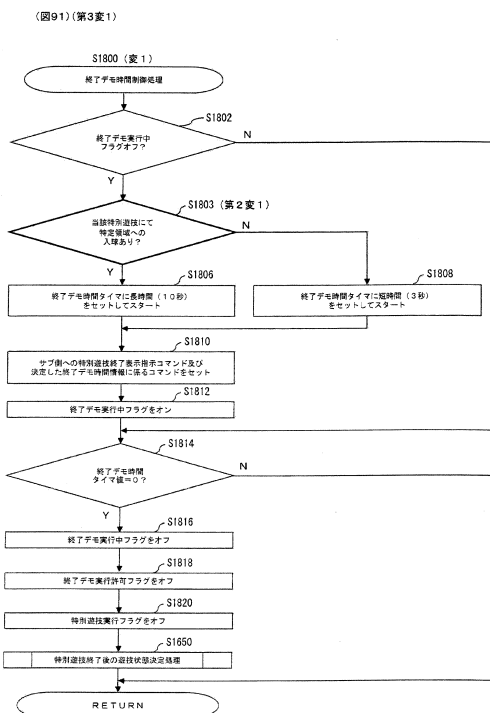 （図91）（第3変1）
S1800（変1）
終了デモ時間制御処理
S1802
終了デモ実行中
フラグオフ？
N
Y
S1803（第2変1）
当該特別遊技にて
特定領域への
入球あり？
N
Y
S1806
終了デモ時間タイマに長時間（10秒）
をセットしてスタート
S1808
終了デモ時間タイマに短時間（3秒）
をセットしてスタート
S1810
サブ側への特別遊技終了表示指示コマンド及び
決定した終了デモ時間情報に係るコマンドをセット
S1812
終了デモ実行中フラグをオン
S1814
終了デモ時間
タイマ値＝0？
N
Y
S1816
終了デモ実行中フラグをオフ
S1818
終了デモ実行許可フラグをオフ
S1820
特別遊技実行フラグをオフ
S1650
特別遊技終了後の遊技状態決定処理
RETURN